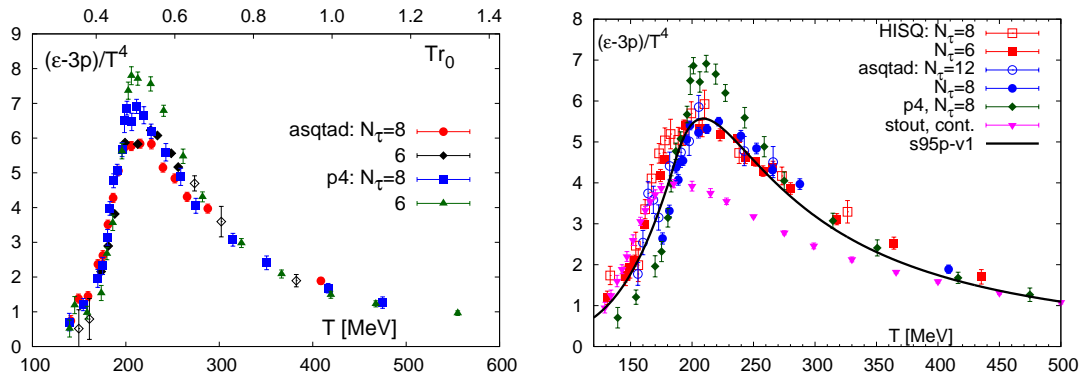 0.4 0.6 0.8 1 1.2 1.4
(ε-3p)/T⁴
Tr₀
asqtad: N_τ=8
6
p4: N_τ=8
6
9
8
7
6
5
4
3
2
1
0
T [MeV]
100 200 300 400 500 600
(ε-3p)/T⁴
HISQ: N_τ=8
N_τ=6
asqtad: N_τ=12
N_τ=8
p4, N_τ=8
stout, cont.
s95p-v1
8
7
6
5
4
3
2
1
0
T [MeV]
150 200 250 300 350 400 450 500